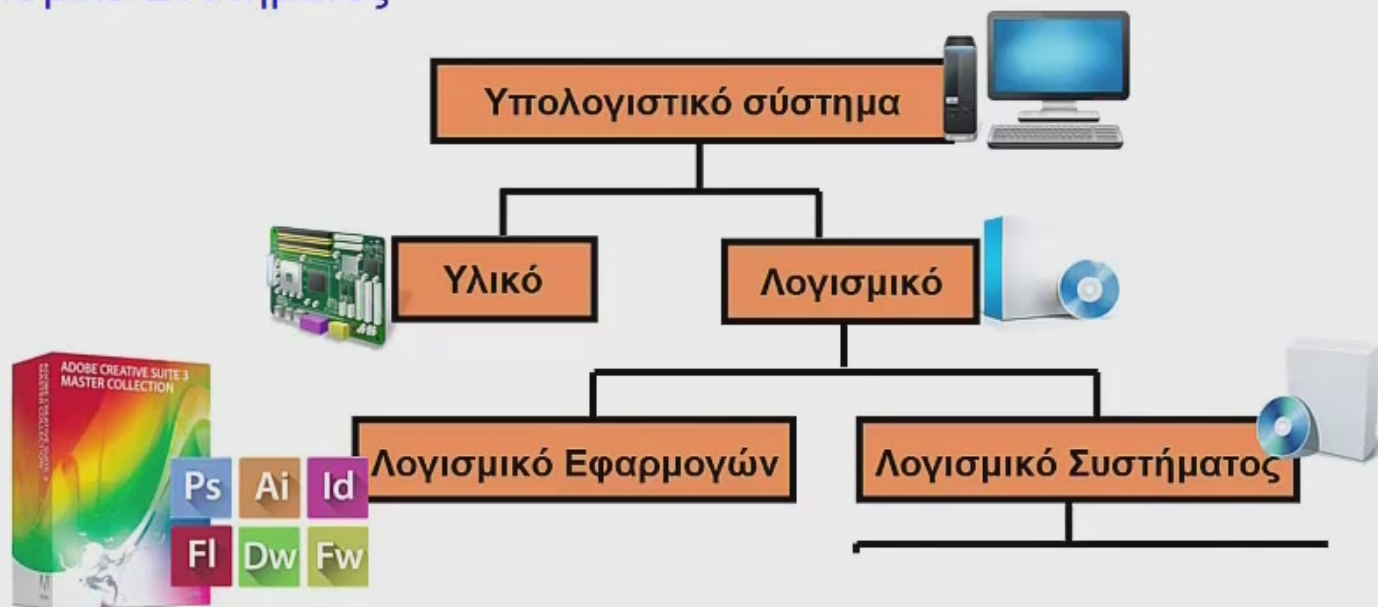 Υπολογιστικό σύστημα
Υλικό
Λογισμικό
ADOBE CREATIVE SUITE 3
MASTER COLLECTION
Λογισμικό Εφαρμογών
Λογισμικό Συστήματος
Ps Ai Id
Fl Dw Fw